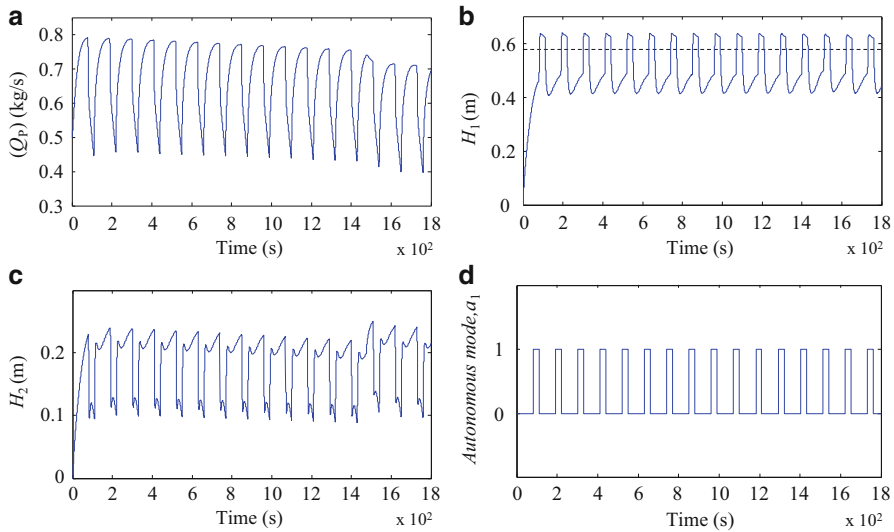 a
0.8
0.7
0.6
0.5
0.4
0.3
(Q_P) (kg/s)
0 2 4 6 8 10 12 14 16 18
Time (s)
x 10²
b
0.6
0.4
0.2
0
H₁ (m)
0 2 4 6 8 10 12 14 16 18
Time (s)
x 10²
c
0.2
0.1
0
H₂ (m)
0 2 4 6 8 10 12 14 16 18
Time (s)
x 10²
d
1
0
Autonomous mode,a₁
0 2 4 6 8 10 12 14 16 18
Time (s)
x 10²